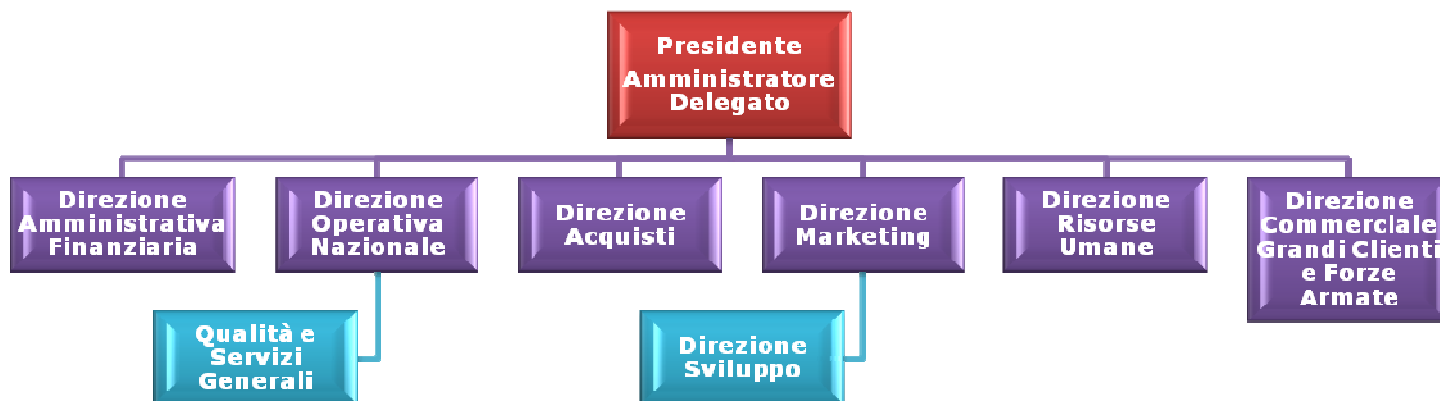 Presidente
Amministratore
Delegato
Direzione
Amministrativa
Finanziaria
Direzione
Operativa
Nazionale
Direzione
Acquisti
Direzione
Marketing
Direzione
Risorse
Umane
Direzione
Commerciale
Grandi Clienti
e Forze
Armate
Qualità e
Servizi
Generali
Direzione
Sviluppo